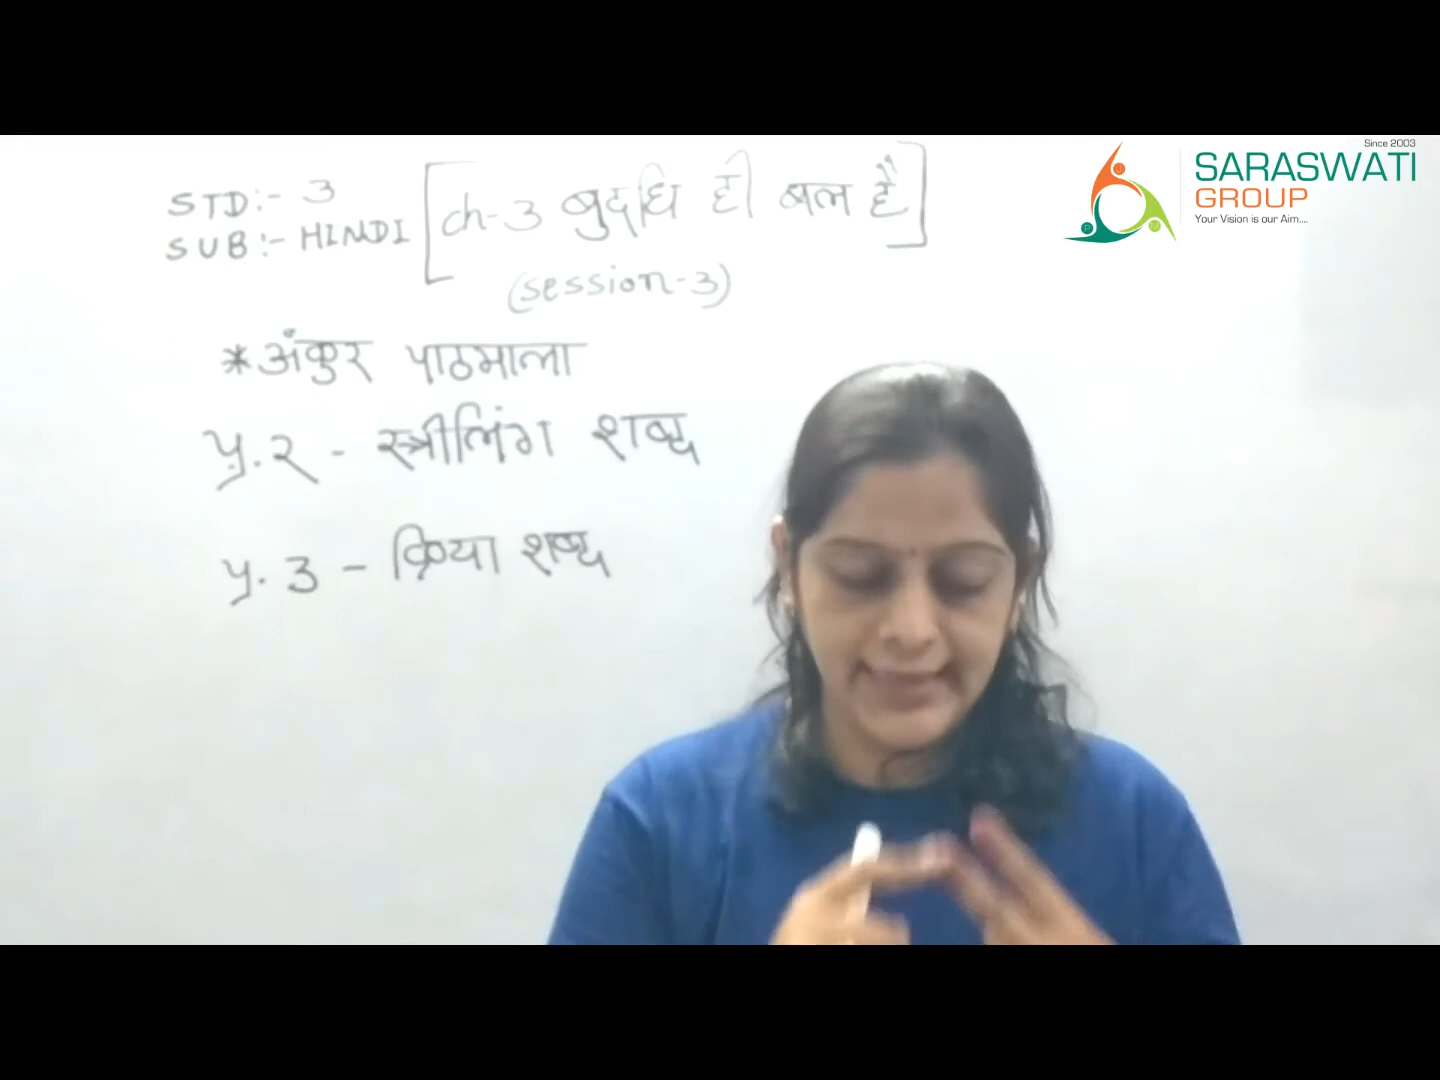 STD:- 3
SUB:- HINDI
ch-3 बुद्धि ही बल है
(session-3)
* अंकुर पाठमाला
प्र.२ - स्त्रीलिंग शब्द
प्र. 3 - क्रिया शब्द
Since 2003
SARASWATI
GROUP
Your Vision is our Aim....
P
M